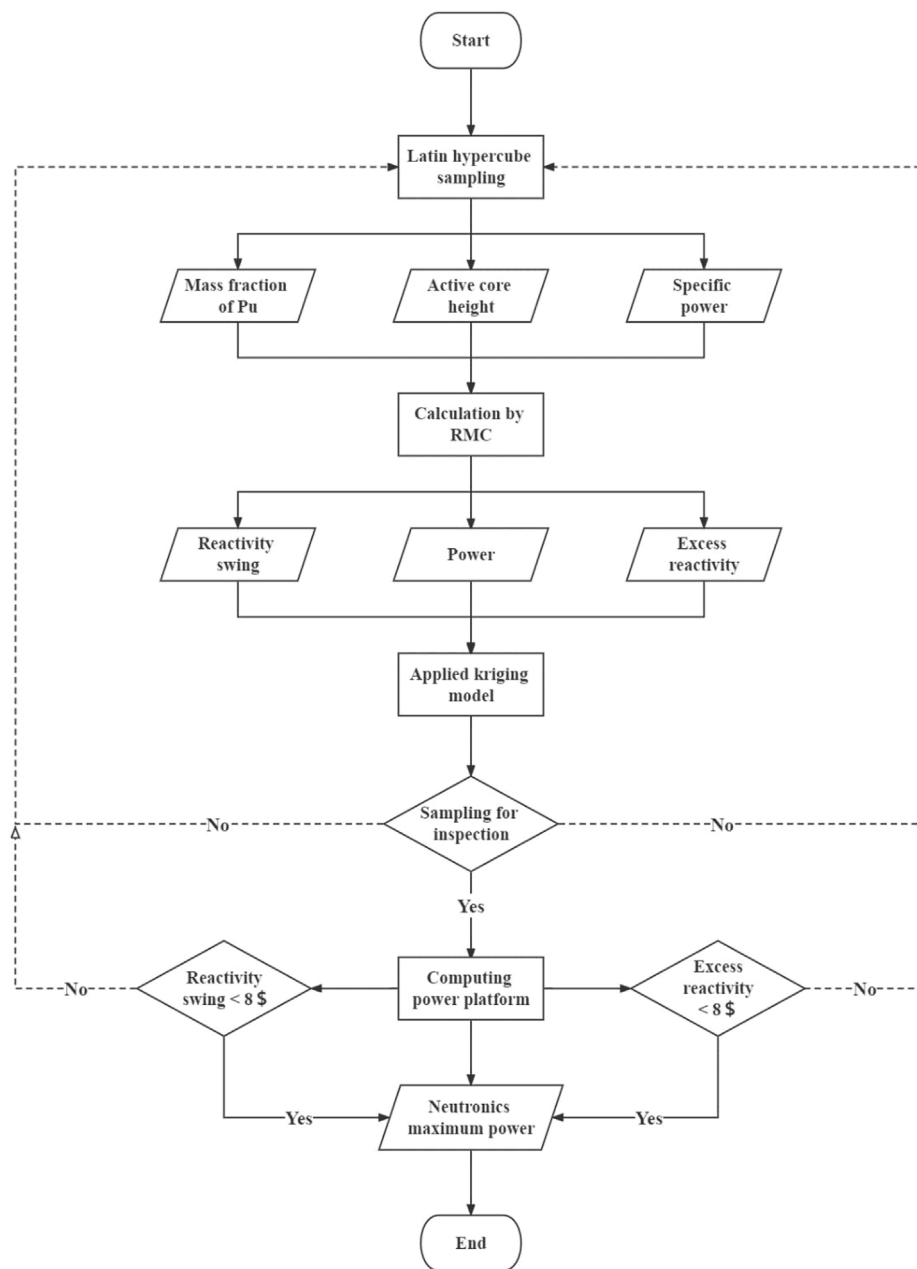 Start
Latin hypercube
sampling
Mass fraction
of Pu
Active core
height
Specific
power
Calculation by
RMC
Reactivity
swing
Power
Excess
reactivity
Applied kriging
model
Sampling for
inspection
No
No
Yes
Reactivity
swing < 8 $
Computing
power platform
Excess
reactivity
< 8 $
No
No
Neutronics
maximum power
Yes
Yes
End